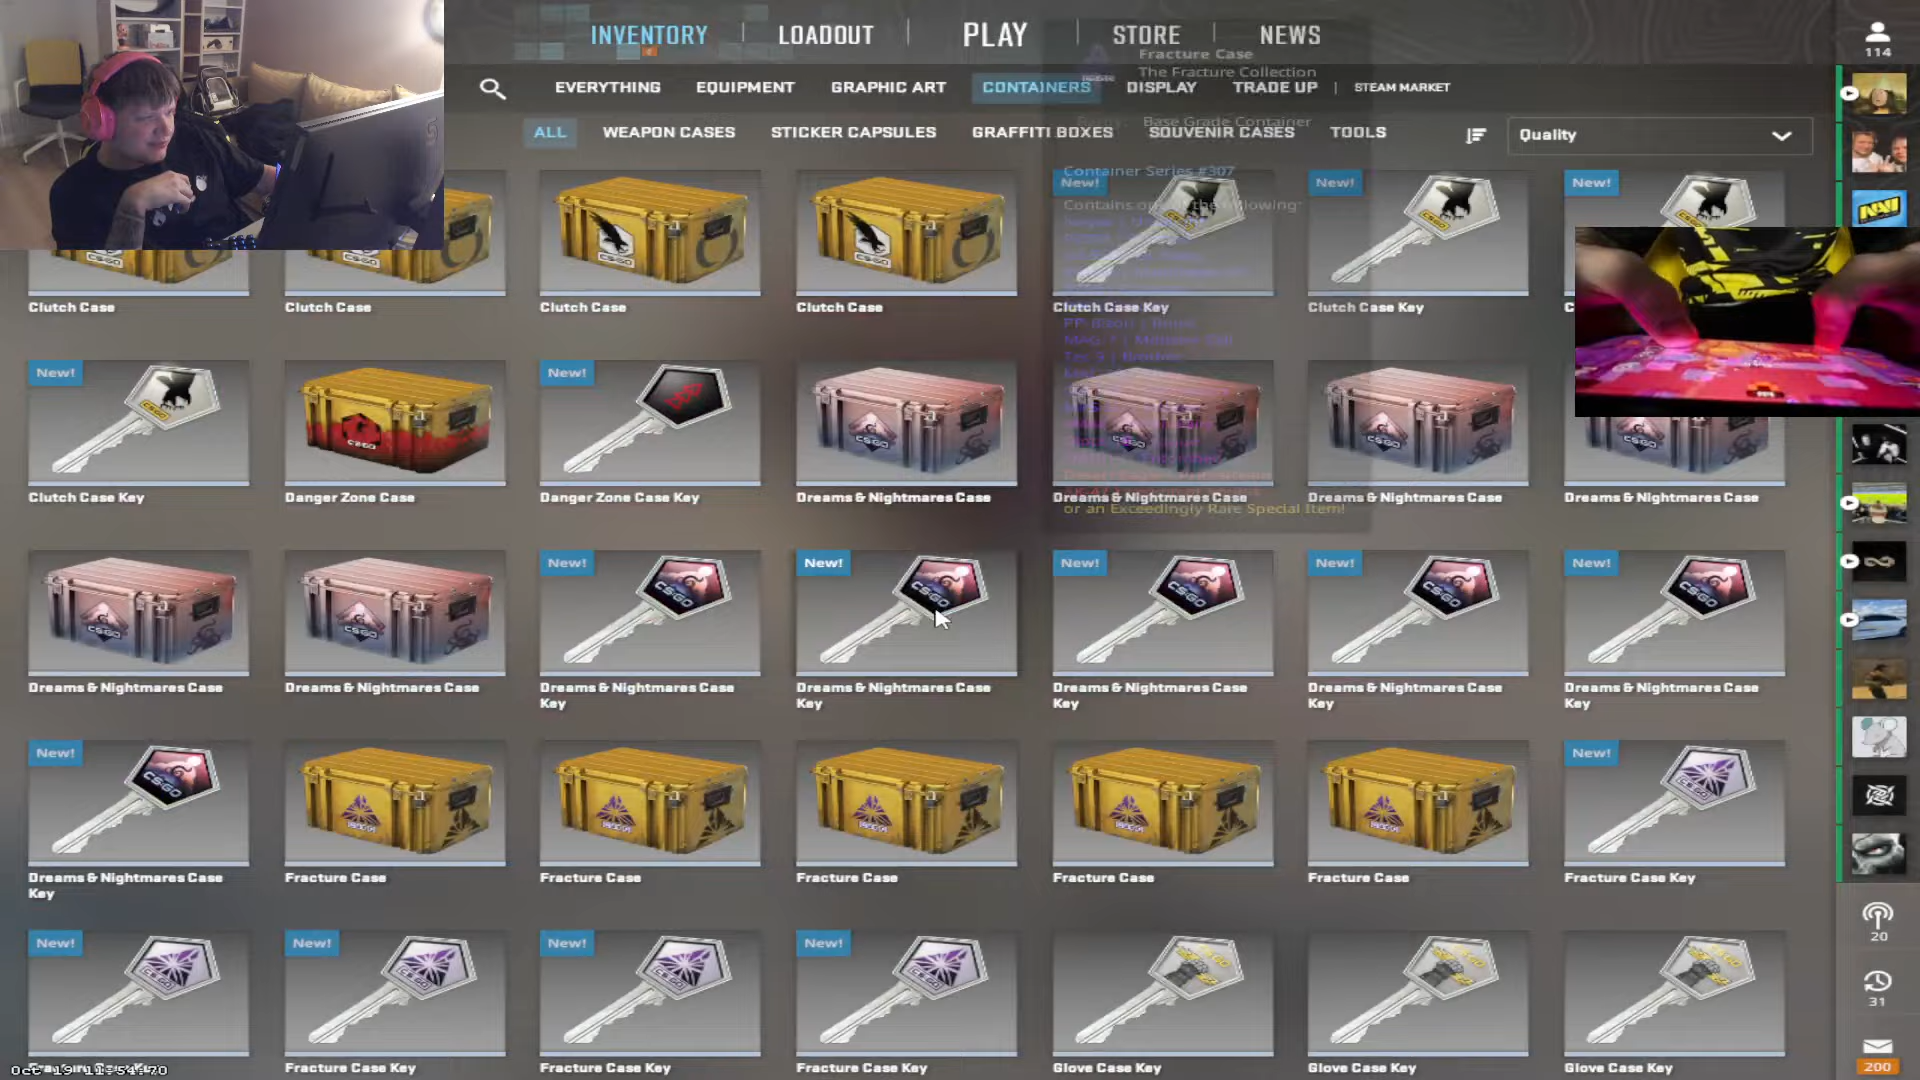 INVENTORY
LOADOUT
PLAY
STORE
NEWS
114
EVERYTHING
EQUIPMENT
GRAPHIC ART
CONTAINERS
DISPLAY
TRADE UP
STEAM MARKET
ALL
WEAPON CASES
STICKER CAPSULES
GRAFFITI BOXES
SOUVENIR CASES
TOOLS
Quality
Fracture Case
The Fracture Collection
Base Grade Container
Container Series #307
or an Exceedingly Rare Special Item!
Clutch Case
Clutch Case
Clutch Case
Clutch Case
New!
Clutch Case Key
New!
Clutch Case Key
New!
New!
Clutch Case Key
Danger Zone Case
New!
Danger Zone Case Key
Dreams & Nightmares Case
Dreams & Nightmares Case
Dreams & Nightmares Case
Dreams & Nightmares Case
Dreams & Nightmares Case
Dreams & Nightmares Case
New!
Dreams & Nightmares Case
Key
New!
Dreams & Nightmares Case
Key
New!
Dreams & Nightmares Case
Key
New!
Dreams & Nightmares Case
Key
New!
Dreams & Nightmares Case
Key
New!
Dreams & Nightmares Case
Key
Fracture Case
Fracture Case
Fracture Case
Fracture Case
Fracture Case
New!
Fracture Case Key
New!
New!
Fracture Case Key
New!
Fracture Case Key
New!
Fracture Case Key
Glove Case Key
Glove Case Key
Glove Case Key
20
31
200